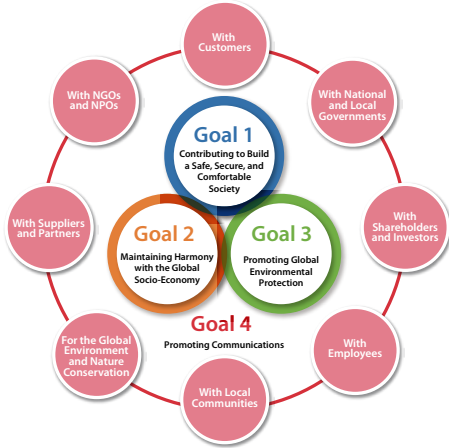 With
Customers
With NGOs
and NPOs
With National
and Local
Governments
Goal 1
Contributing to Build
a Safe, Secure, and
Comfortable
Society
With Suppliers
and Partners
With
Shareholders
and Investors
Goal 2
Maintaining Harmony
with the Global
Socio-Economy
Goal 3
Promoting Global
Environmental
Protection
Goal 4
Promoting Communications
For the Global
Environment
and Nature
Conservation
With
Employees
With Local
Communities